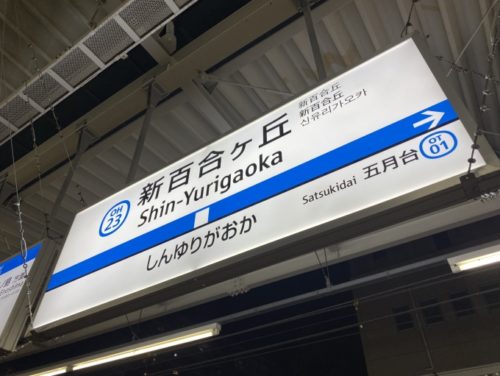 OH
23
新百合ヶ丘
Shin-Yurigaoka
新百合丘
新百合丘
신유리가오카
しんゆりがおか
Satsukidai
五月台
OT
01